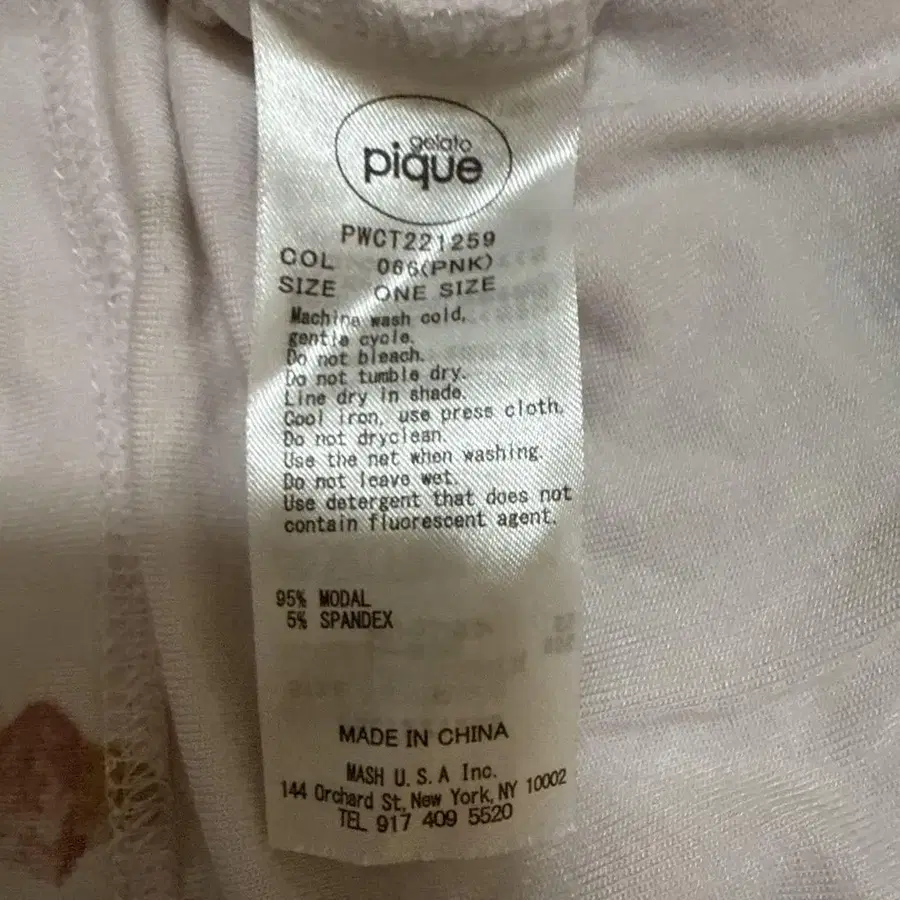 gelato
pique
PWCT221259
COL 066(PNK)
SIZE ONE SIZE
Machine wash cold,
gentle cycle.
Do not bleach.
Do not tumble dry.
Line dry in shade.
Cool iron, use press cloth.
Do not dryclean.
Use the net when washing.
Do not leave wet.
Use detergent that does not
contain fluorescent agent.
95% MODAL
5% SPANDEX
MADE IN CHINA
MASH U.S.A Inc.
144 Orchard St, New York, NY 10002
TEL 917 409 5520